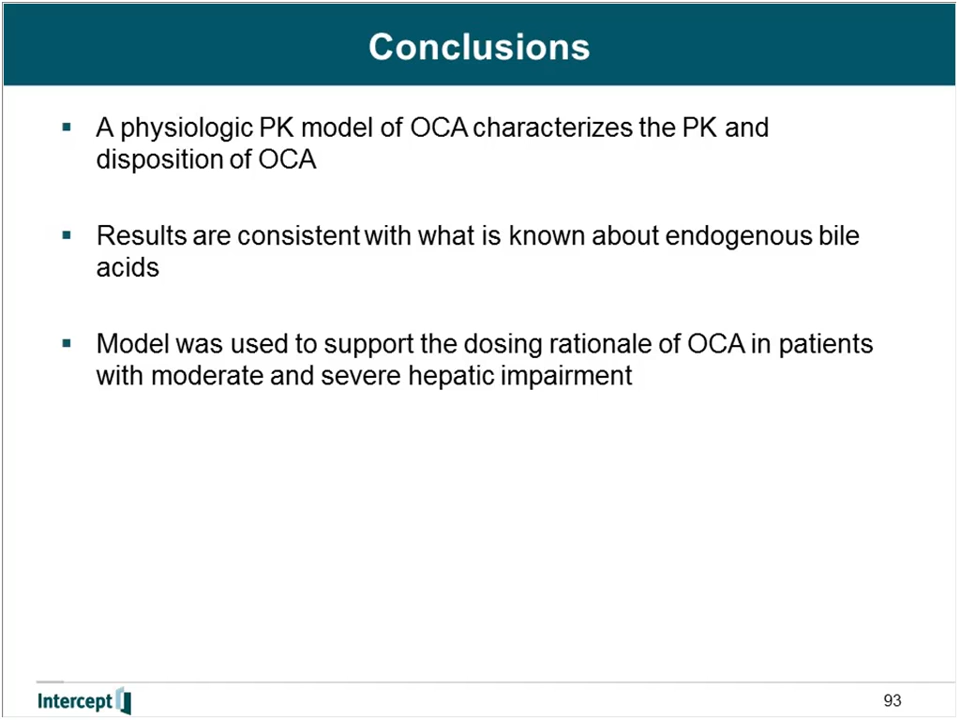 Conclusions
A physiologic PK model of OCA characterizes the PK and
disposition of OCA
Results are consistent with what is known about endogenous bile
acids
Model was used to support the dosing rationale of OCA in patients
with moderate and severe hepatic impairment
Intercept
93